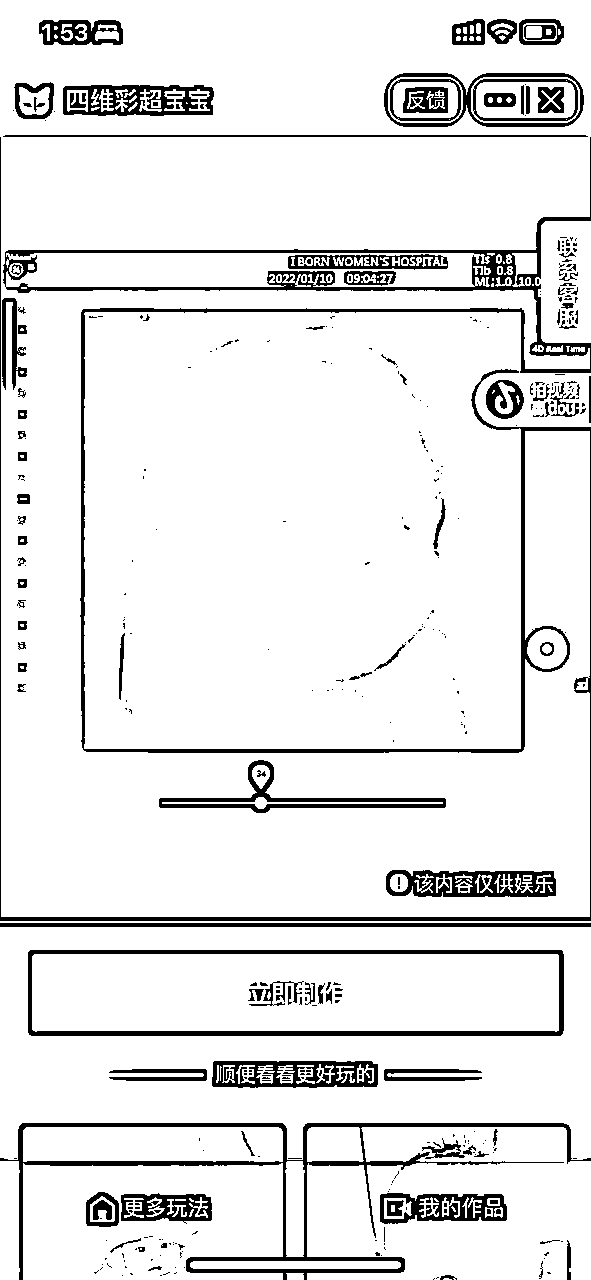 1:53
四维彩超宝宝
反馈
联系客服
I BORN WOMEN'S HOSPITAL
2022/01/10 09:04:27
TIs 0.8
TIb 0.8
MI 1.0
10.0
4D Real Time
拍视频
赢dou+
34
该内容仅供娱乐
立即制作
顺便看看更好玩的
更多玩法
我的作品